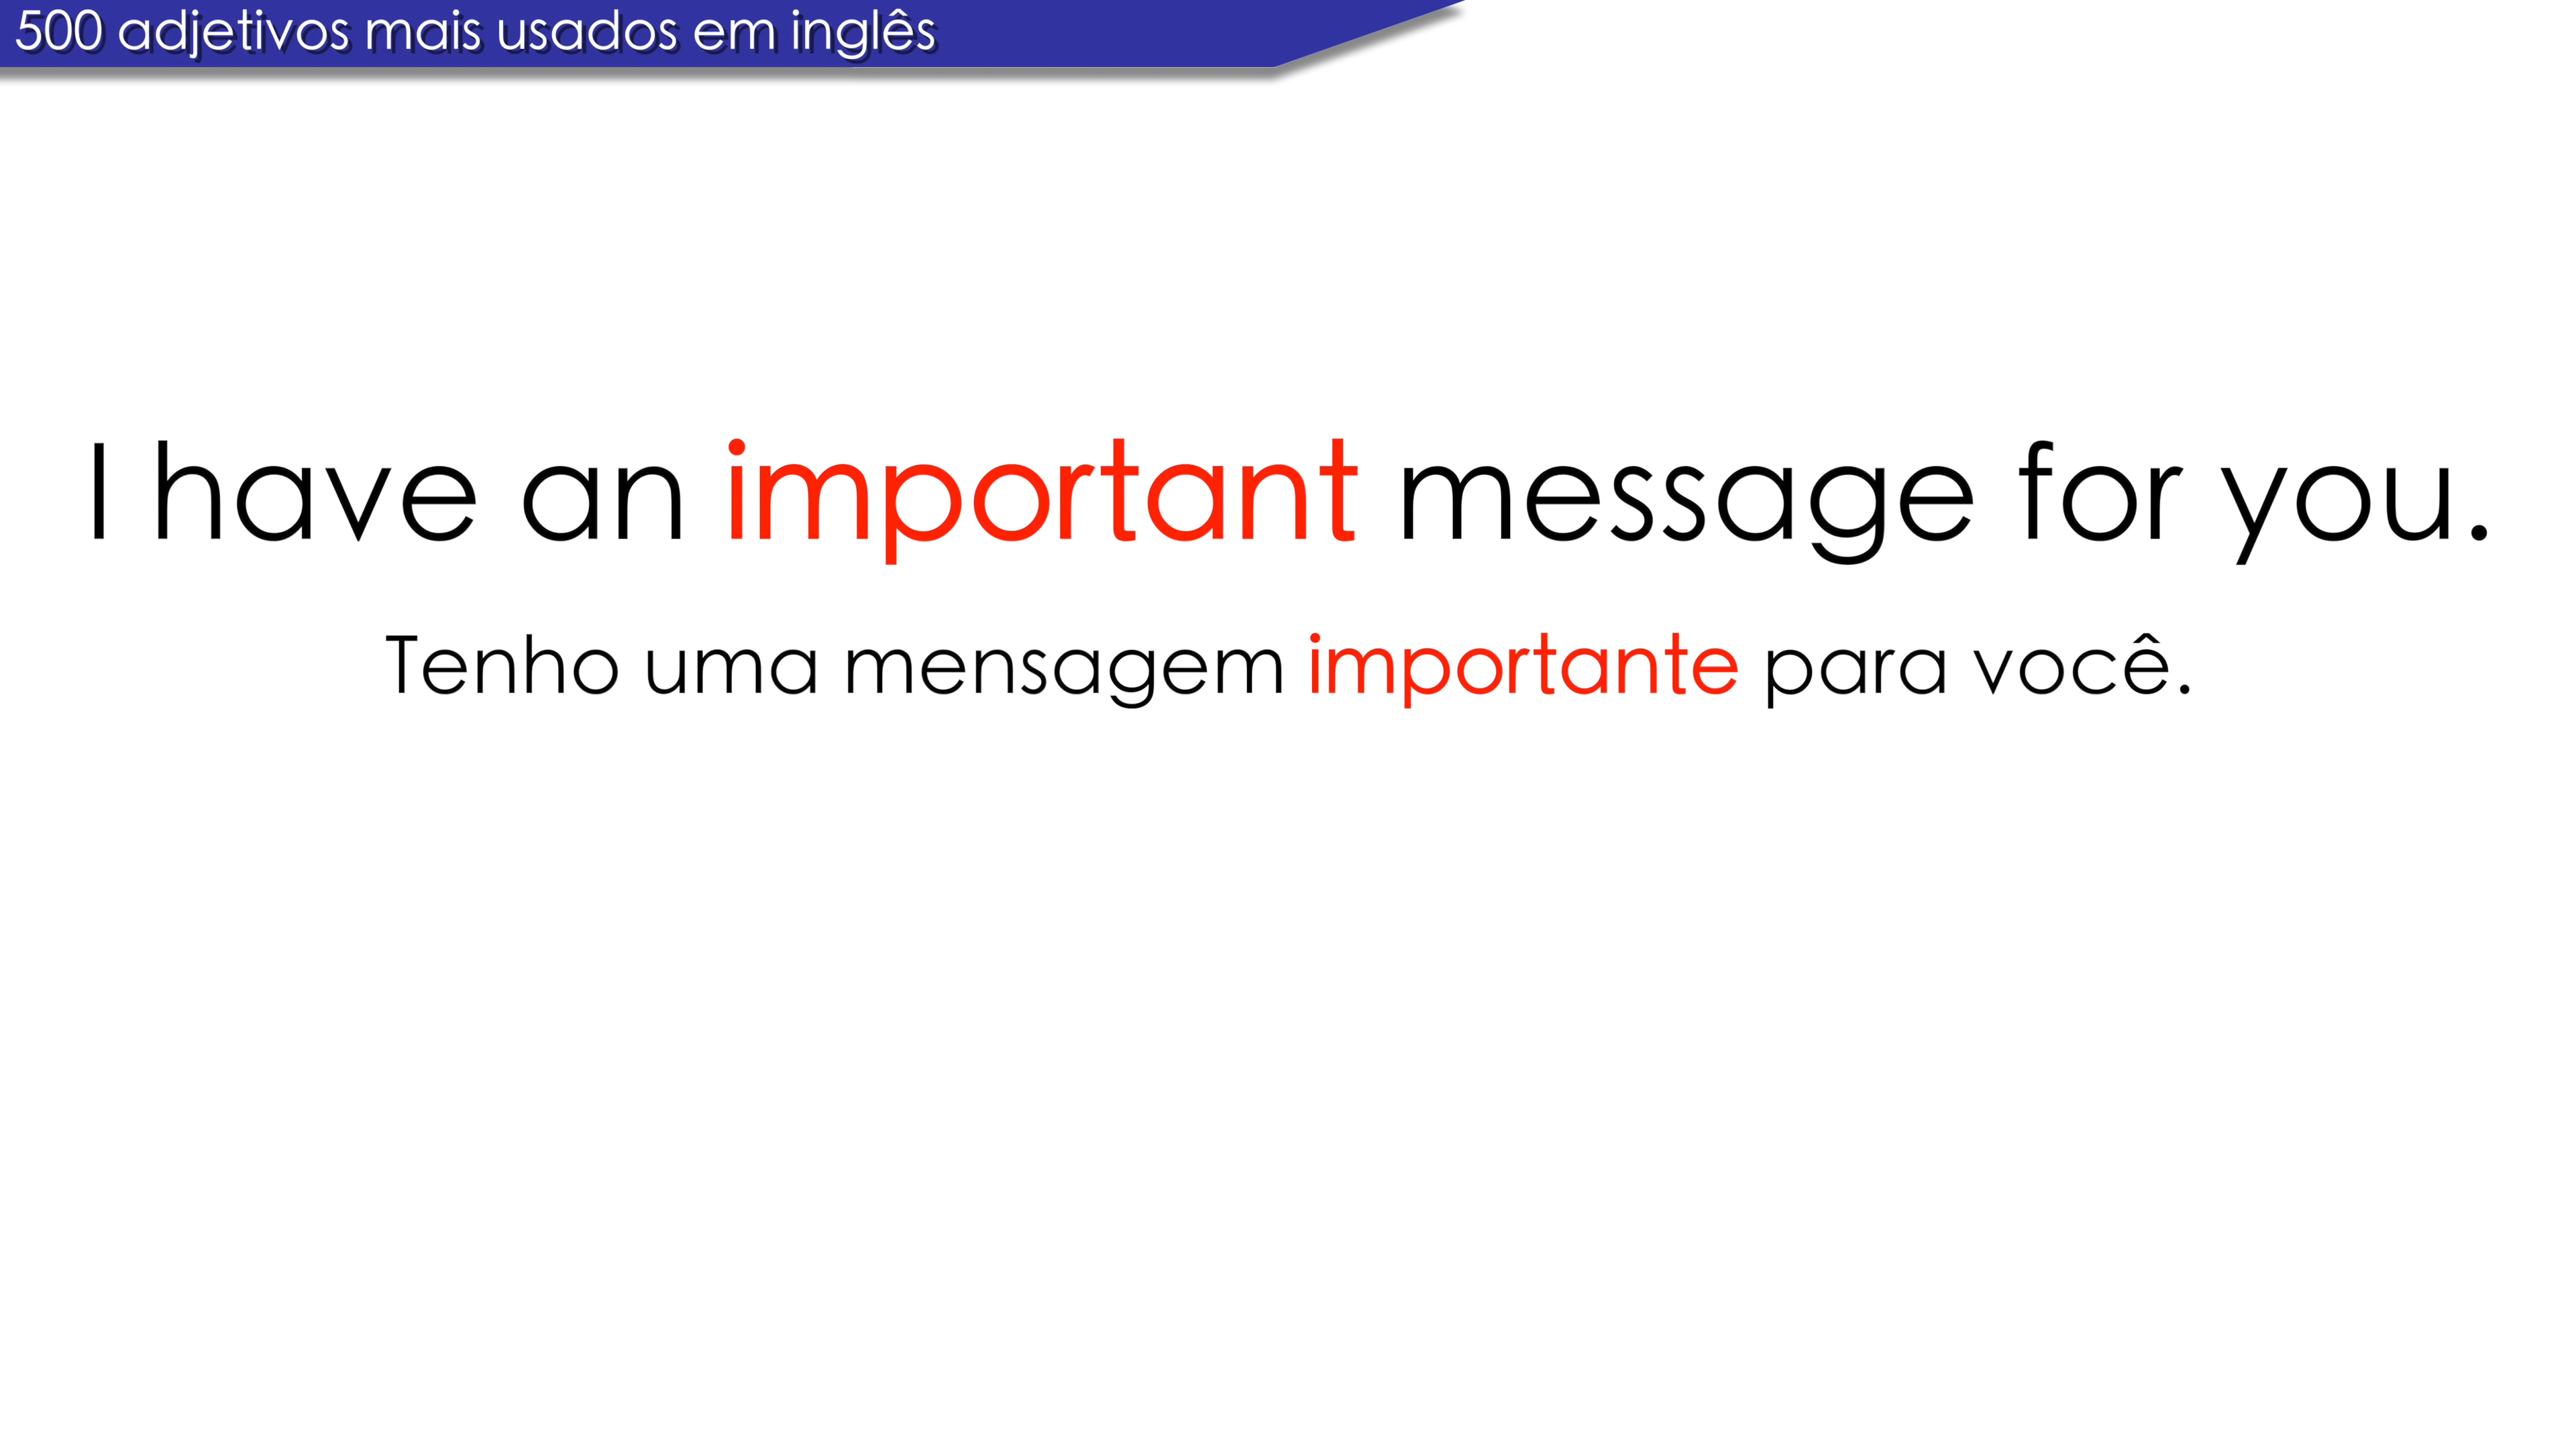 500 adjetivos mais usados em inglês
I have an important message for you.
Tenho uma mensagem importante para você.